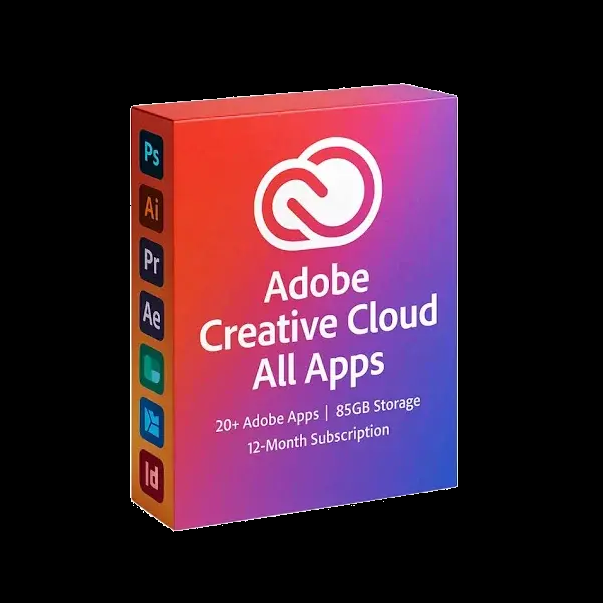 Ps
Ai
Pr
Ae
Id
Adobe
Creative Cloud
All Apps
20+ Adobe Apps | 85GB Storage
12-Month Subscription